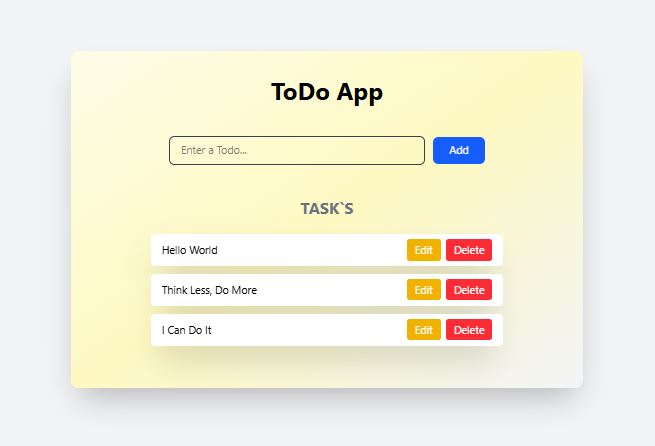 ToDo App
Enter a Todo...
Add
TASK`S
Hello World
Edit
Delete
Think Less, Do More
Edit
Delete
I Can Do It
Edit
Delete